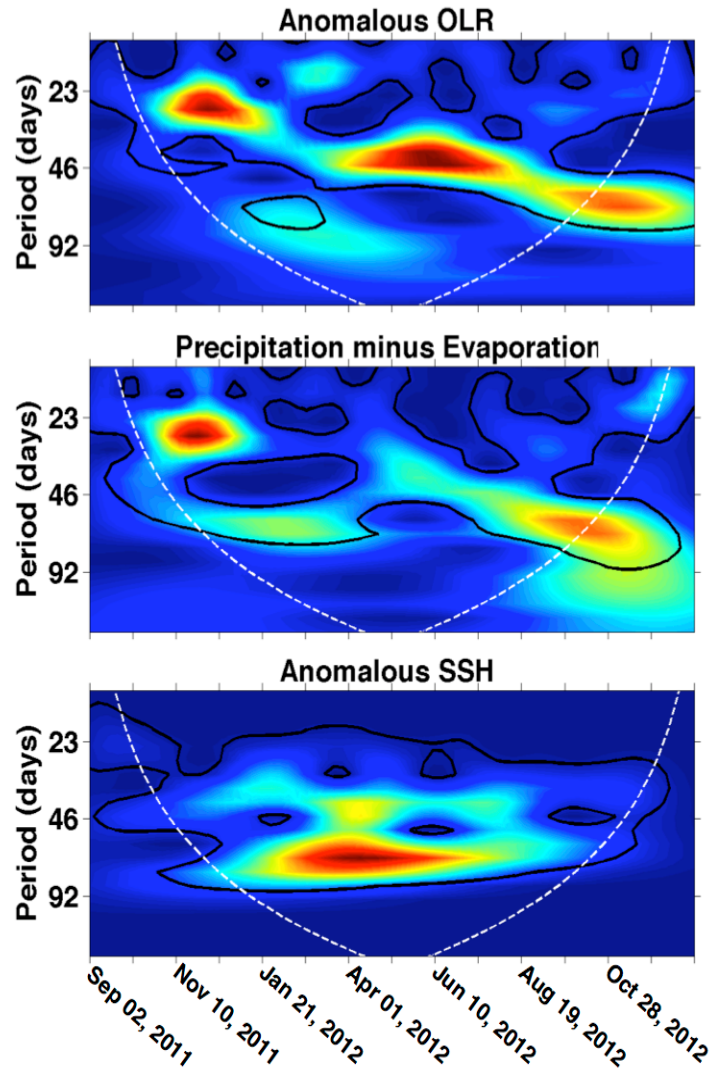 Anomalous OLR
Period (days)
23
46
92
Precipitation minus Evaporation
Period (days)
23
46
92
Anomalous SSH
Period (days)
23
46
92
Sep 02, 2011
Nov 10, 2011
Jan 21, 2012
Apr 01, 2012
Jun 10, 2012
Aug 19, 2012
Oct 28, 2012